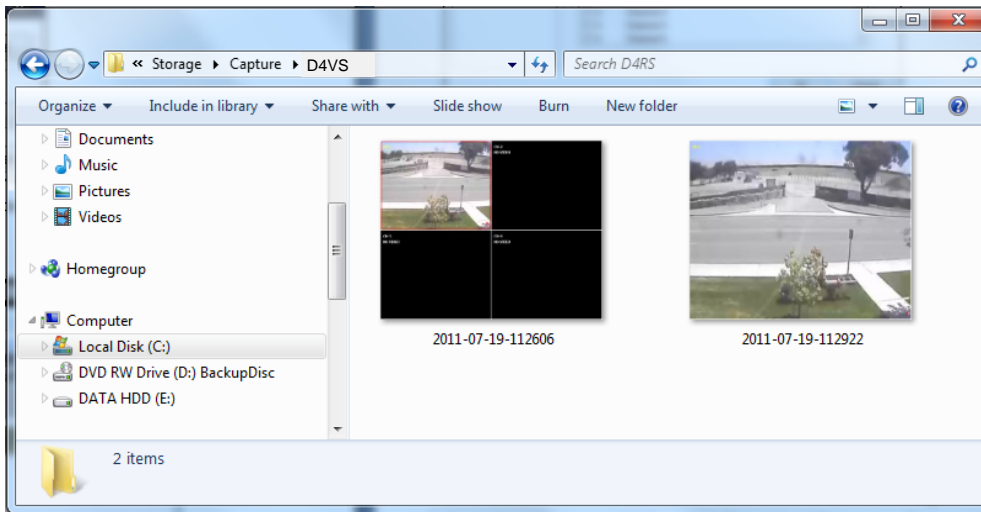 « Storage ▸ Capture ▸ D4VS
Search D4RS
Organize Include in library Share with Slide show Burn New folder
Documents
Music
Pictures
Videos
Homegroup
Computer
Local Disk (C:)
DVD RW Drive (D:) BackupDisc
DATA HDD (E:)
2011-07-19-112606
2011-07-19-112922
2 items